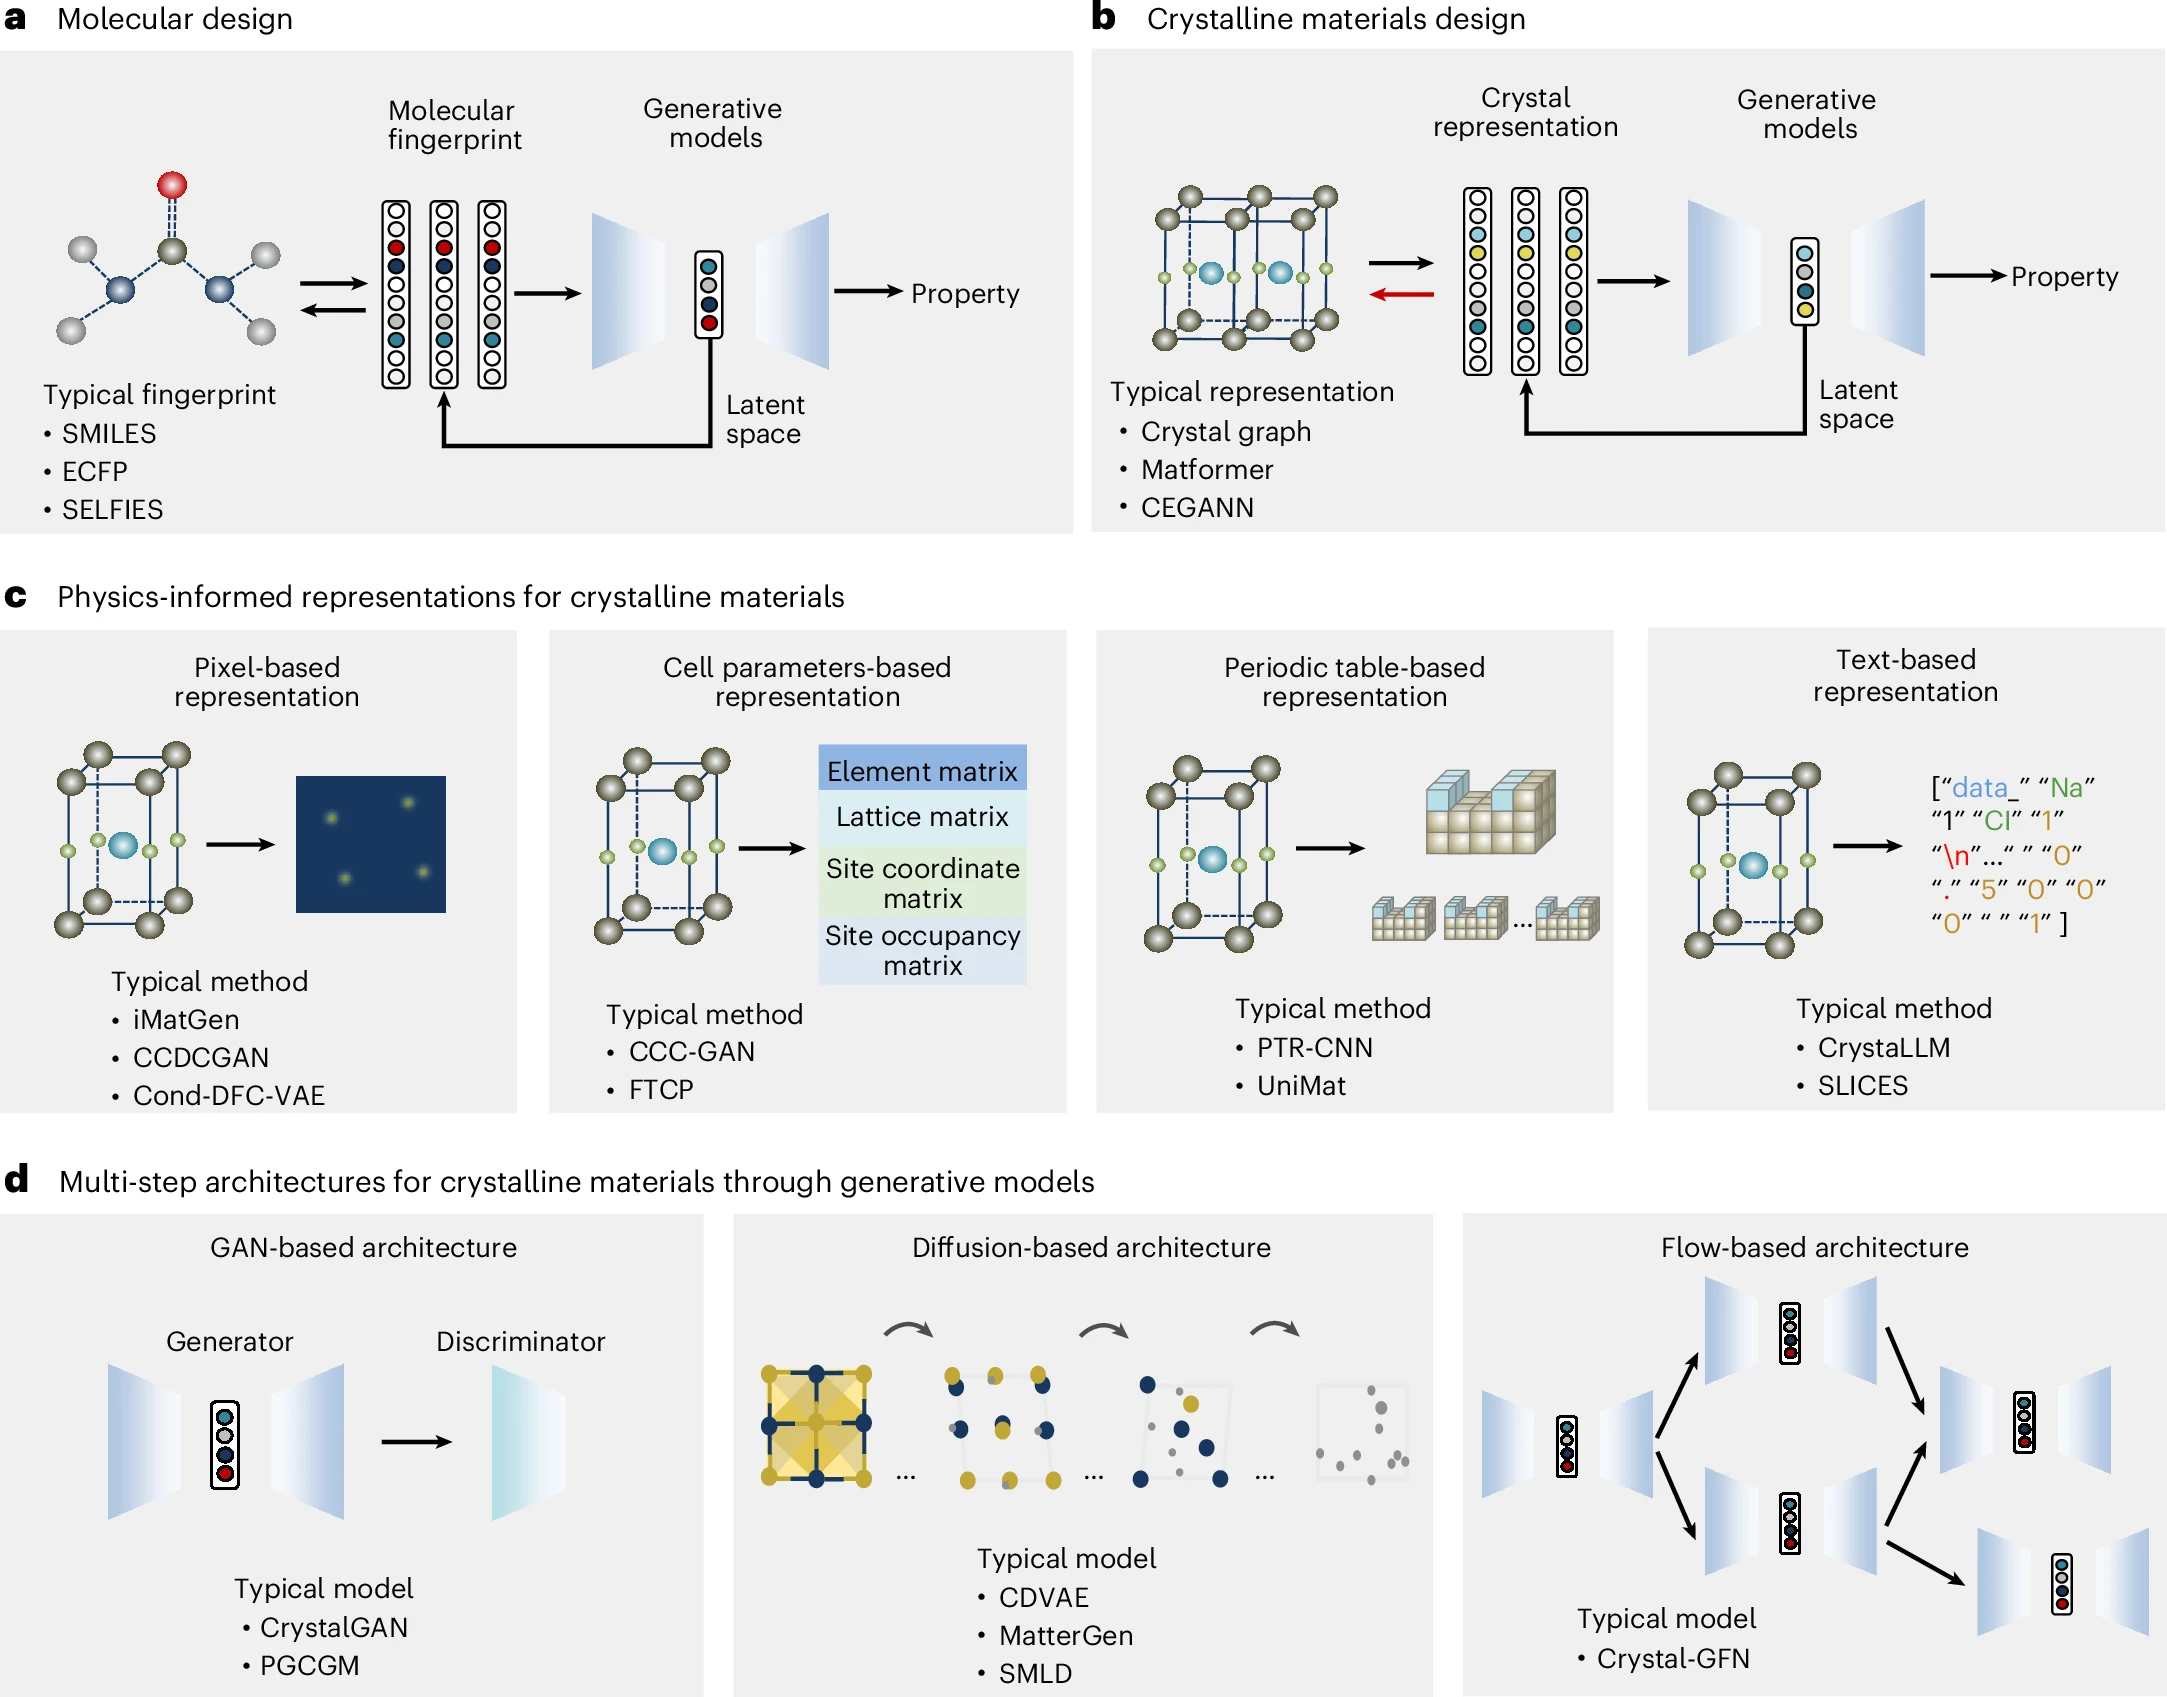 a Molecular design
Molecular
fingerprint
Generative
models
Property
Latent
space
Typical fingerprint
• SMILES
• ECFP
• SELFIES
b Crystalline materials design
Crystal
representation
Generative
models
Property
Latent
space
Typical representation
• Crystal graph
• Matformer
• CEGANN
c Physics-informed representations for crystalline materials
Pixel-based
representation
Typical method
• iMatGen
• CCDCGAN
• Cond-DFC-VAE
Cell parameters-based
representation
Element matrix
Lattice matrix
Site coordinate
matrix
Site occupancy
matrix
Typical method
• CCC-GAN
• FTCP
Periodic table-based
representation
...
Typical method
• PTR-CNN
• UniMat
Text-based
representation
[“data_” “Na”
“1” “Cl” “1”
“\n”...“ ” “0”
“.” “5” “0” “0”
“0” “ ” “1” ]
Typical method
• CrystaLLM
• SLICES
d Multi-step architectures for crystalline materials through generative models
GAN-based architecture
Generator
Discriminator
Typical model
• CrystalGAN
• PGCGM
Diffusion-based architecture
... ... ...
Typical model
• CDVAE
• MatterGen
• SMLD
Flow-based architecture
Typical model
• Crystal-GFN